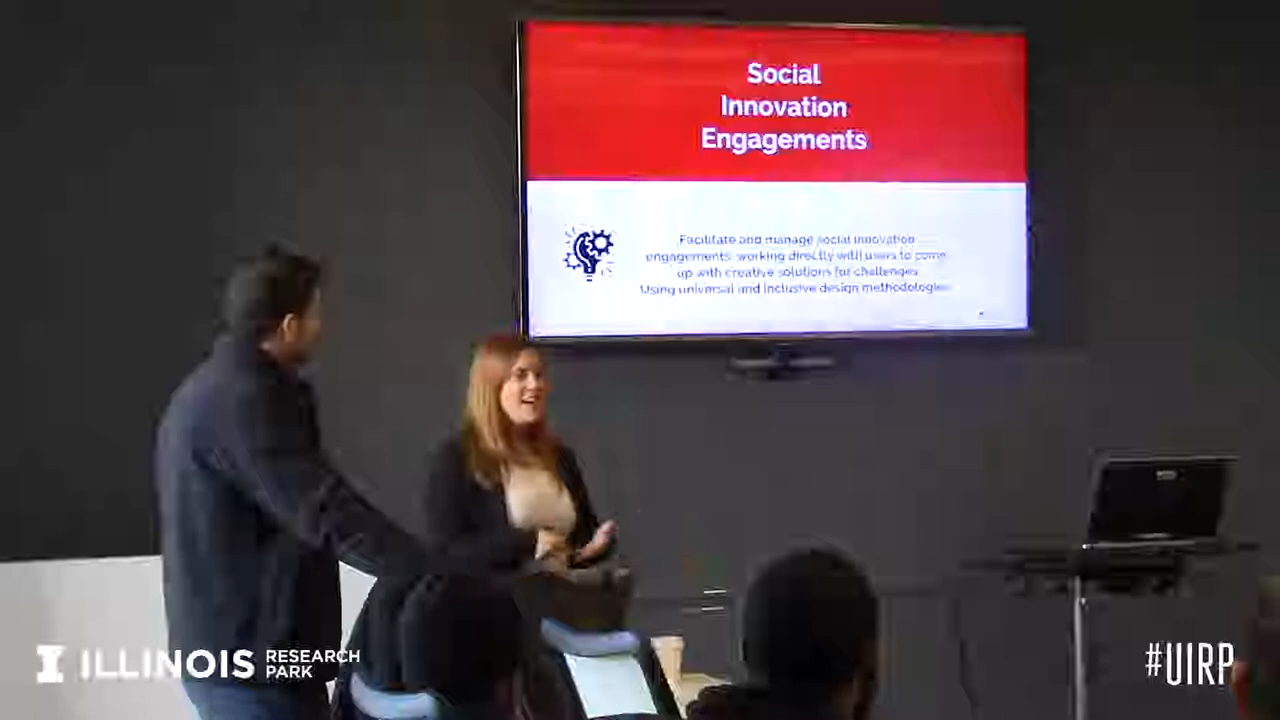 Social
Innovation
Engagements
Facilitate and manage social innovation
engagements, working directly with users to come
up with creative solutions for challenges
Using universal and inclusive design methodologies
I ILLINOIS RESEARCH PARK
#UIRP